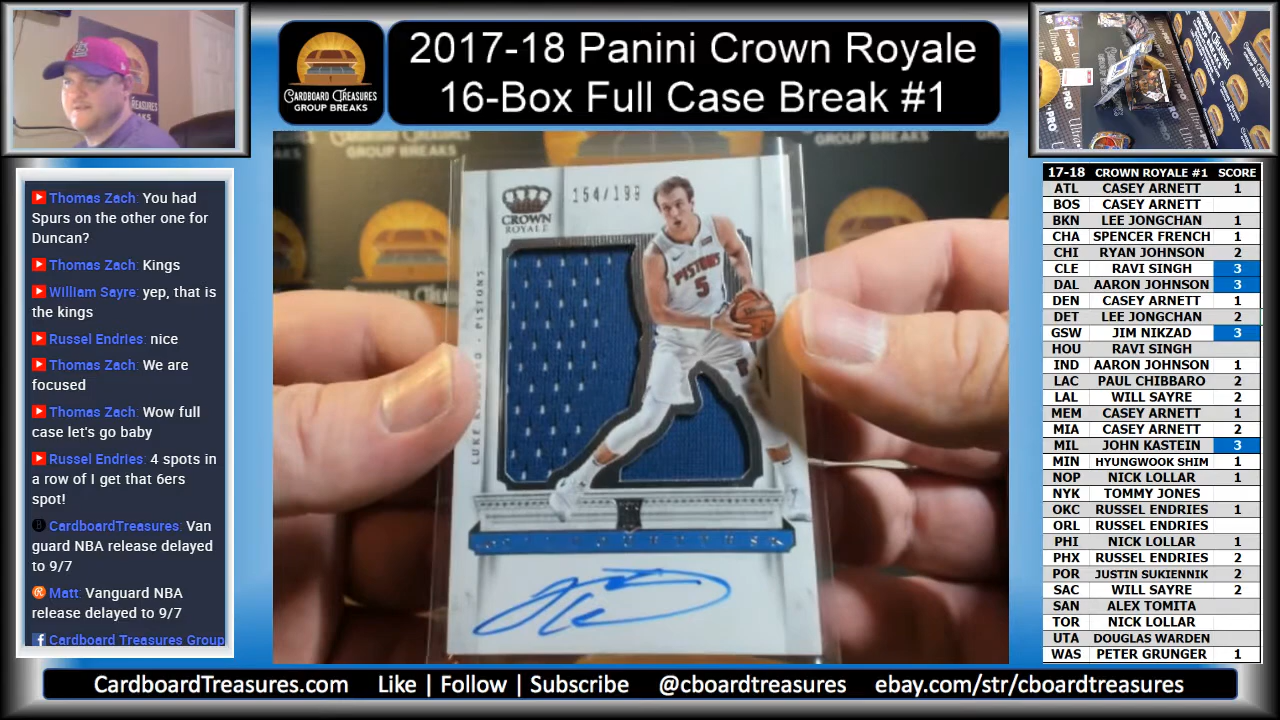 CARDBOARD TREASURES
GROUP BREAKS
2017-18 Panini Crown Royale
16-Box Full Case Break #1
Thomas Zach: You had
Spurs on the other one for
Duncan?
Thomas Zach: Kings
William Sayre: yep, that is
the kings
Russel Endries: nice
Thomas Zach: We are
focused
Thomas Zach: Wow full
case let's go baby
Russel Endries: 4 spots in
a row of I get that 6ers
spot!
CardboardTreasures: Van
guard NBA release delayed
to 9/7
Matt: Vanguard NBA
release delayed to 9/7
Cardboard Treasures Group
GROUP BREAKS
CARDBOARD TREASURES
GROUP BREAKS
154/199
CROWN
ROYALE
PISTONS
5
LUKE KENNARD - PISTONS
17-18 CROWN ROYALE #1 SCORE
ATL CASEY ARNETT 1
BOS CASEY ARNETT
BKN LEE JONGCHAN 1
CHA SPENCER FRENCH 1
CHI RYAN JOHNSON 2
CLE RAVI SINGH 3
DAL AARON JOHNSON 3
DEN CASEY ARNETT 1
DET LEE JONGCHAN 2
GSW JIM NIKZAD 3
HOU RAVI SINGH
IND AARON JOHNSON 1
LAC PAUL CHIBBARO 2
LAL WILL SAYRE 2
MEM CASEY ARNETT 1
MIA CASEY ARNETT 2
MIL JOHN KASTEIN 3
MIN HYUNGWOOK SHIM 1
NOP NICK LOLLAR 1
NYK TOMMY JONES
OKC RUSSEL ENDRIES 1
ORL RUSSEL ENDRIES
PHI NICK LOLLAR 1
PHX RUSSEL ENDRIES 2
POR JUSTIN SUKIENNIK 2
SAC WILL SAYRE 2
SAN ALEX TOMITA
TOR NICK LOLLAR
UTA DOUGLAS WARDEN
WAS PETER GRUNGER 1
CardboardTreasures.com Like | Follow | Subscribe @cboardtreasures ebay.com/str/cboardtreasures